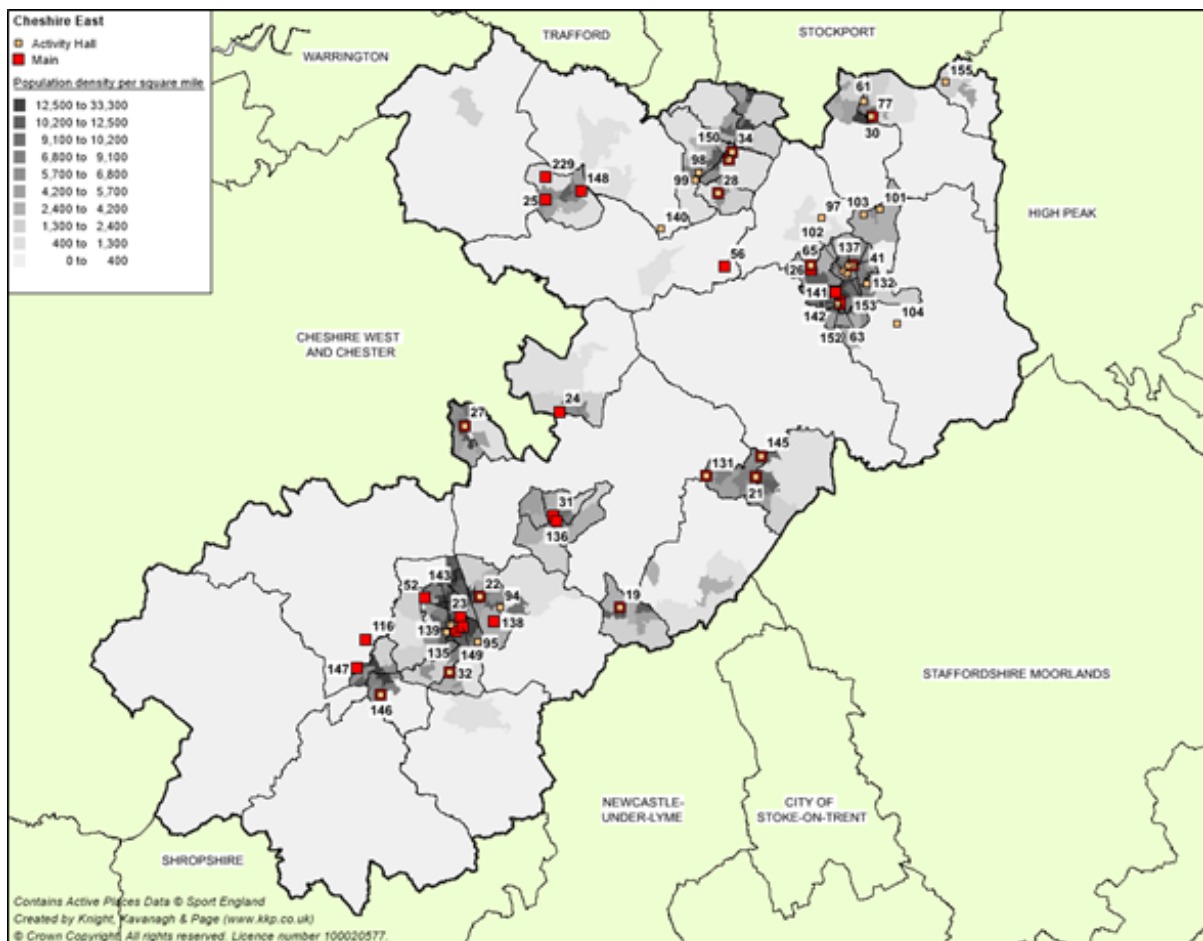 Cheshire East
Activity Hall
Main
Population density per square mile
12,500 to 33,300
10,200 to 12,500
9,100 to 10,200
6,800 to 9,100
5,700 to 6,800
4,200 to 5,700
2,400 to 4,200
1,300 to 2,400
400 to 1,300
0 to 400
TRAFFORD
STOCKPORT
WARRINGTON
155
61
77
30
150
34
98
99
28
229
148
25
140
97
103
101
102
HIGH PEAK
56
65
137
41
26
132
141
153
142
104
152
63
CHESHIRE WEST
AND CHESTER
24
27
145
131
21
31
136
143
22
52
94
23
19
138
139
116
95
135
149
147
32
146
STAFFORDSHIRE MOORLANDS
NEWCASTLE-
UNDER-LYME
CITY OF
STOKE-ON-TRENT
SHROPSHIRE
Contains Active Places Data © Sport England
Created by Knight, Kavanagh & Page (www.kkp.co.uk)
© Crown Copyright. All rights reserved. Licence number 100020577.